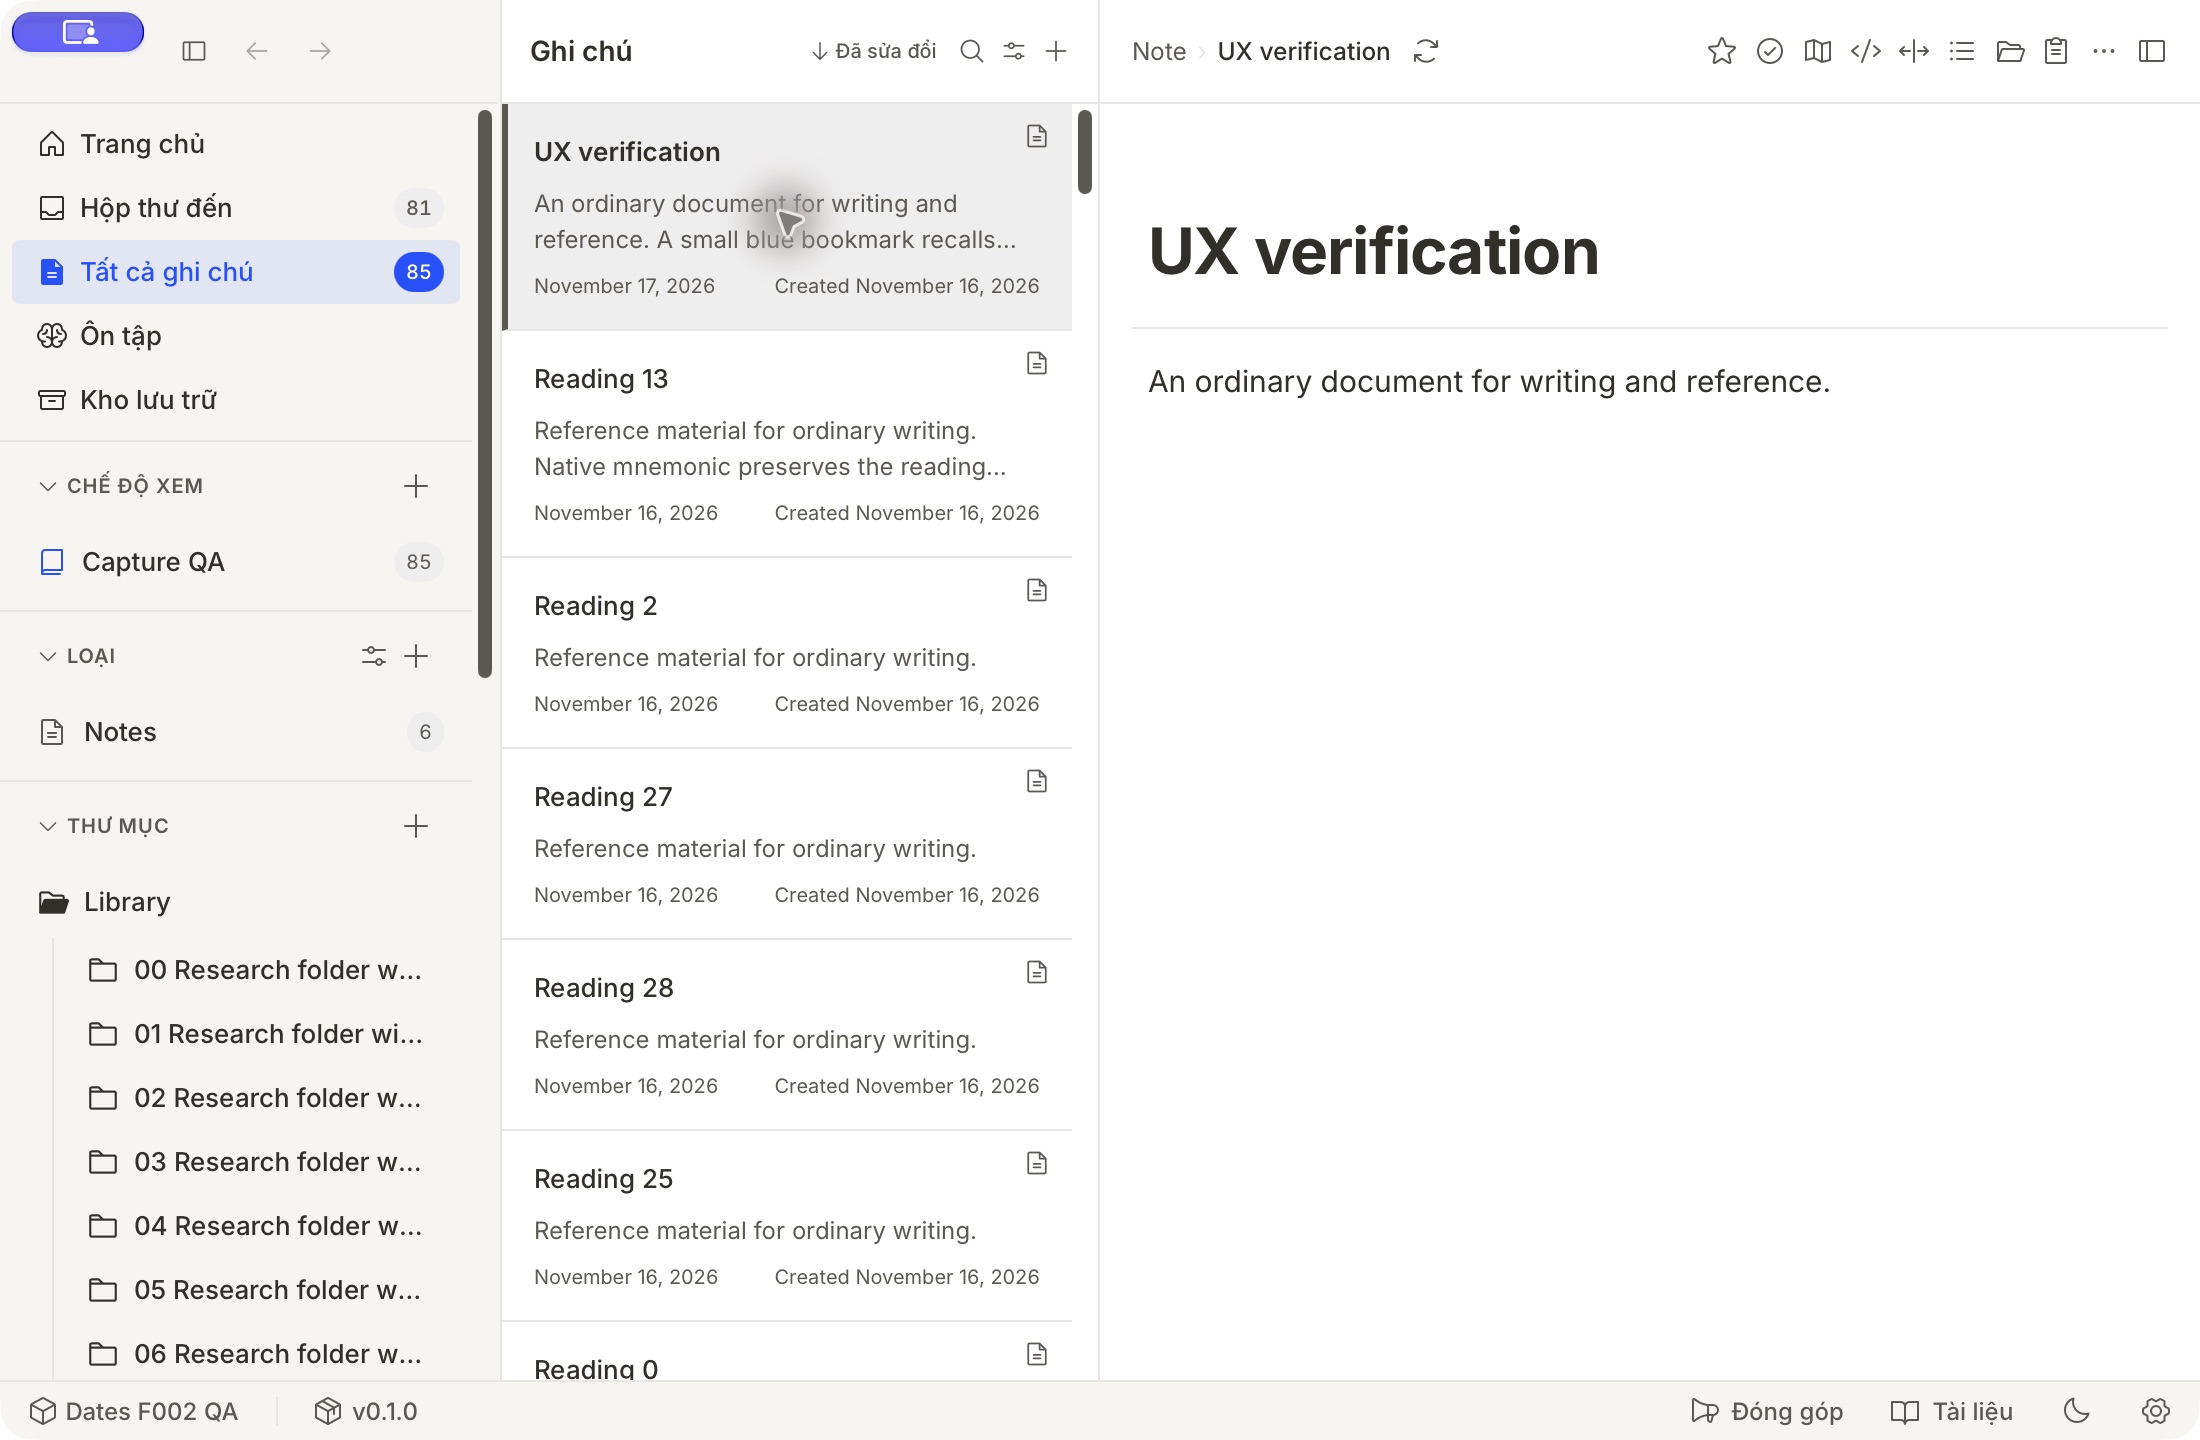 Ghi chú
Đã sửa đổi
Note › UX verification
Trang chủ
Hộp thư đến 81
Tất cả ghi chú 85
Ôn tập
Kho lưu trữ
CHẾ ĐỘ XEM
Capture QA 85
LOẠI
Notes 6
THƯ MỤC
Library
00 Research folder w...
01 Research folder wi...
02 Research folder w...
03 Research folder w...
04 Research folder w...
05 Research folder w...
06 Research folder w...
UX verification
An ordinary document for writing and
reference. A small blue bookmark recalls...
November 17, 2026 Created November 16, 2026
Reading 13
Reference material for ordinary writing.
Native mnemonic preserves the reading...
November 16, 2026 Created November 16, 2026
Reading 2
Reference material for ordinary writing.
November 16, 2026 Created November 16, 2026
Reading 27
Reference material for ordinary writing.
November 16, 2026 Created November 16, 2026
Reading 28
Reference material for ordinary writing.
November 16, 2026 Created November 16, 2026
Reading 25
Reference material for ordinary writing.
November 16, 2026 Created November 16, 2026
Reading 0
UX verification
An ordinary document for writing and reference.
Dates F002 QA
v0.1.0
Đóng góp
Tài liệu